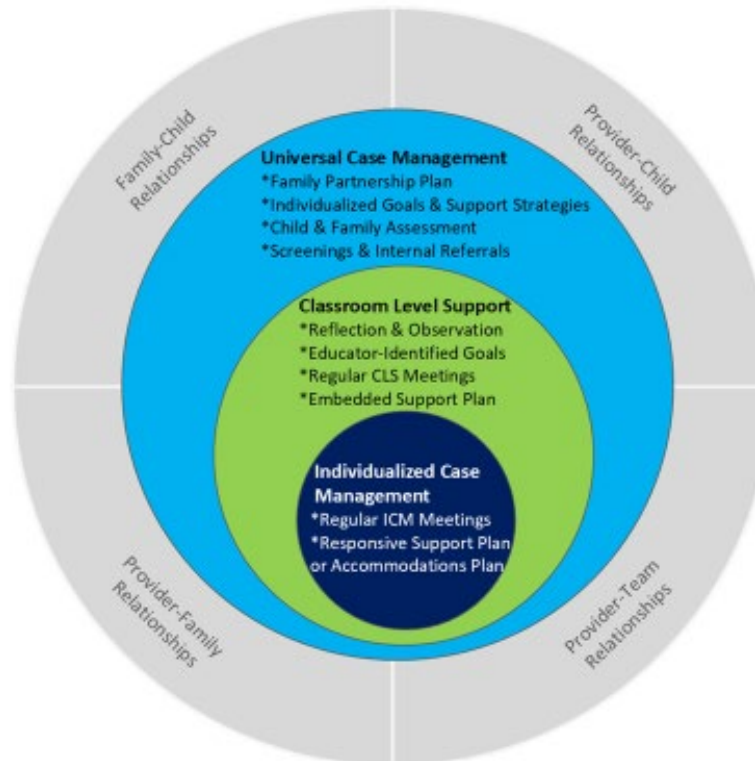 Family-Child
Relationships
Provider-Child
Relationships
Universal Case Management
*Family Partnership Plan
*Individualized Goals & Support Strategies
*Child & Family Assessment
*Screenings & Internal Referrals
Classroom Level Support
*Reflection & Observation
*Educator-Identified Goals
*Regular CLS Meetings
*Embedded Support Plan
Individualized Case
Management
*Regular ICM Meetings
*Responsive Support Plan
or Accommodations Plan
Provider-Family
Relationships
Provider-Team
Relationships